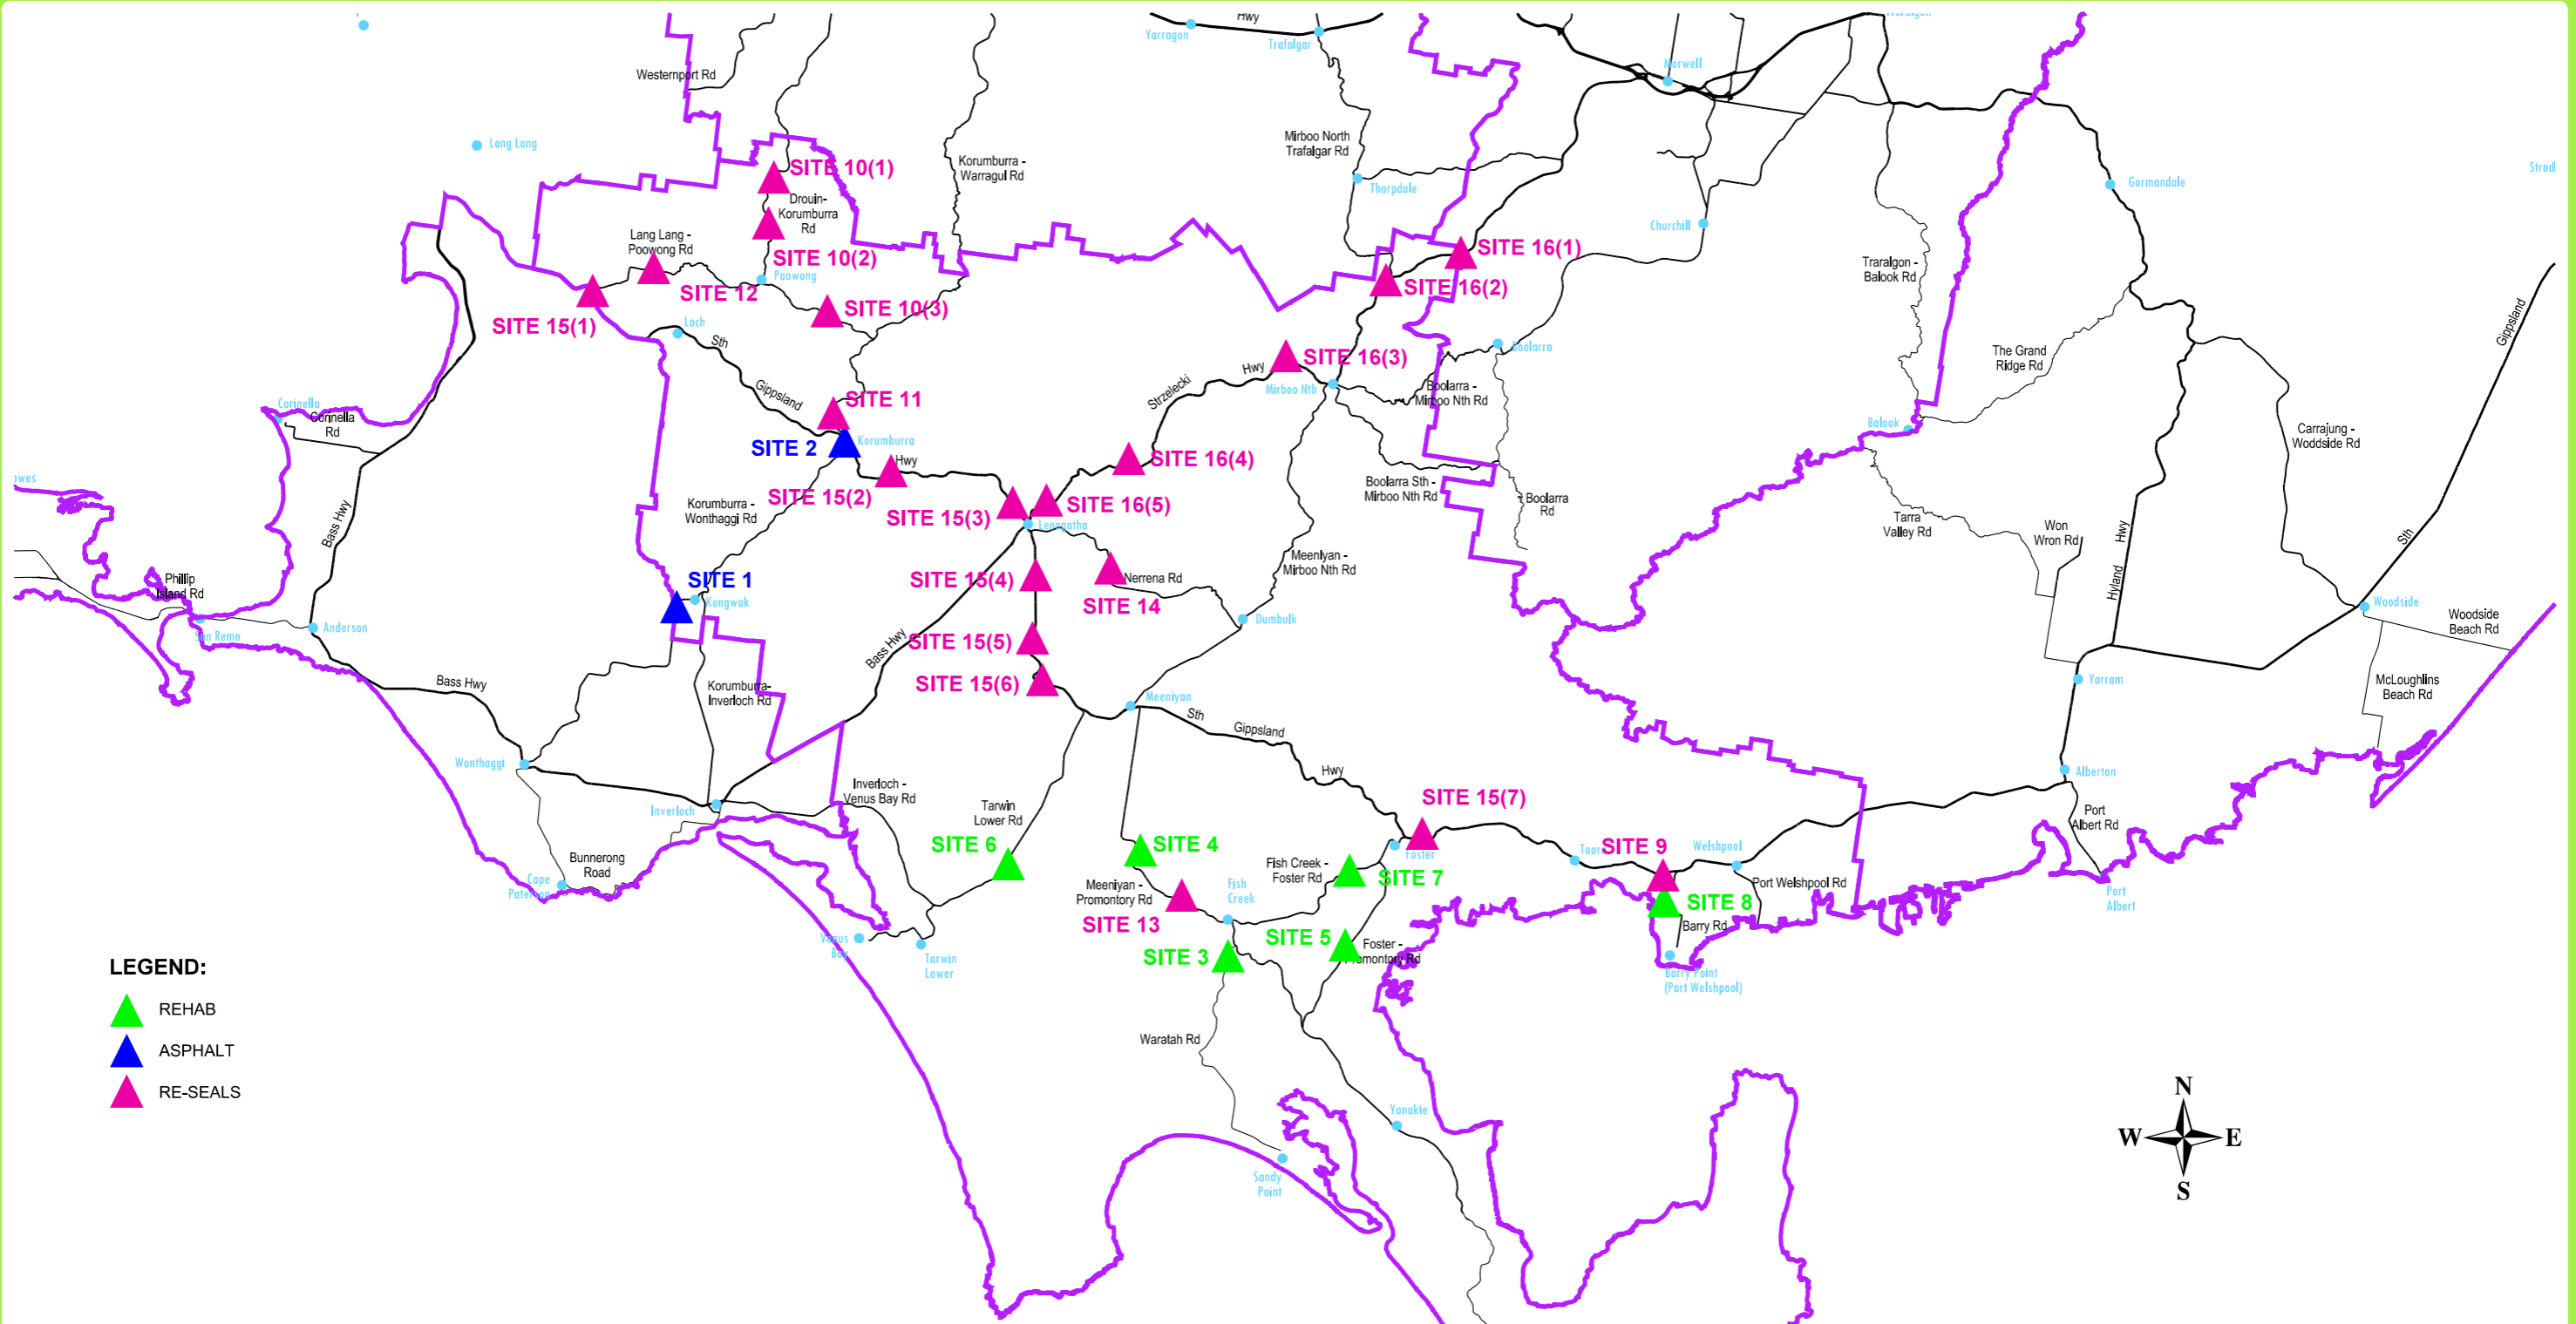 Hwy
Yarragon
Trafalgar
Morwell
Westernport Rd
Lang Lang
Mirboo North
Trafalgar Rd
Korumburra -
Warragul Rd
SITE 10(1)
Thorpdale
Gormandale
Drouin-
Korumburra
Rd
Churchill
Lang Lang -
Poowong Rd
SITE 10(2)
Poowong
SITE 16(1)
SITE 16(2)
Traralgon -
Balook Rd
SITE 12
SITE 10(3)
SITE 15(1)
Loch
Sth
Gippsland
Gippsland
Boolarra
The Grand
Ridge Rd
SITE 16(3)
Hwy
Strzelecki
Mirboo Nth
Boolarra -
Mirboo Nth Rd
Corinella
Corinella
Rd
SITE 11
Balook
Carrajung -
Woddside Rd
SITE 2
Korumburra
Hwy
SITE 16(4)
SITE 15(2)
Boolarra Sth -
Mirboo Nth Rd
Boolarra
Rd
Korumburra -
Wonthaggi Rd
SITE 15(3)
SITE 16(5)
Leongatha
Bass Hwy
Tarra
Valley Rd
Won
Wron Rd
Hwy
Hyland
Sth
Meeniyan -
Mirboo Nth Rd
Phillip
Island Rd
SITE 1
Kongwak
SITE 15(4)
Nerrena Rd
SITE 14
San Remo
Anderson
Dumbulk
Woodside
Woodside
Beach Rd
Bass Hwy
SITE 15(5)
SITE 15(6)
Bass Hwy
Korumburra-
Inverloch Rd
Meeniyan
Sth
Gippsland
Hwy
Yarram
McLoughlins
Beach Rd
Wonthaggi
Alberton
Inverloch
Inverloch -
Venus Bay Rd
Tarwin
Lower Rd
SITE 15(7)
Port
Albert Rd
SITE 6
SITE 4
Foster
SITE 9
Welshpool
Bunnerong
Road
Fish Creek -
Foster Rd
SITE 7
Cape
Meeniyan -
Promontory Rd
Fish
Creek
Port Welshpool Rd
Port
Albert
SITE 8
SITE 13
Barry Rd
SITE 5
Foster -
Promontory Rd
Venus
Bay
Tarwin
Lower
SITE 3
Barry Point
(Port Welshpool)
LEGEND:
REHAB
ASPHALT
RE-SEALS
Waratah Rd
Yanakie
Sandy
Point
N
W
E
S